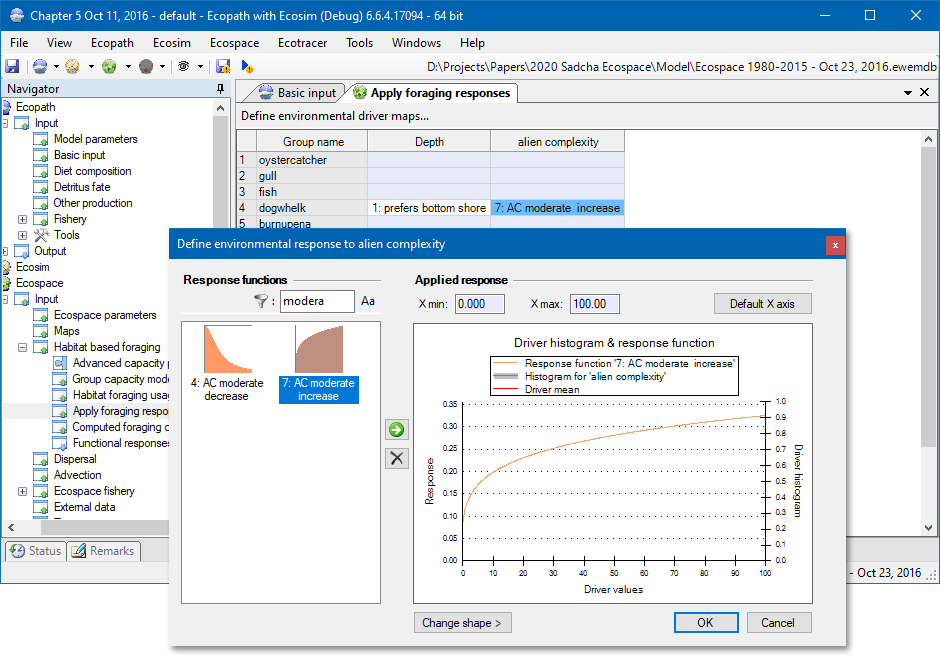 Chapter 5 Oct 11, 2016 - default - Ecopath with Ecosim (Debug) 6.6.4.17094 - 64 bit
File View Ecopath Ecosim Ecospace Ecotracer Tools Windows Help
D:\Projects\Papers\2020 Sadcha Ecospace\Model\Ecospace 1980-2015 - Oct 23, 2016.ewemdb
Navigator
Ecopath
Input
Model parameters
Basic input
Diet composition
Detritus fate
Other production
Fishery
Tools
Output
Ecosim
Ecospace
Input
Ecospace parameters
Maps
Habitat based foraging
Advanced capacity
Group capacity mod
Habitat foraging usa
Apply foraging respo
Computed foraging c
Functional responses
Dispersal
Advection
Ecospace fishery
External data
Status Remarks
Basic input Apply foraging responses
Define environmental driver maps...
Group name Depth alien complexity
1 oystercatcher
2 gull
3 fish
4 dogwhelk 1: prefers bottom shore 7: AC moderate increase
5 burnupena
Define environmental response to alien complexity
x
Response functions
: modera Aa
4: AC moderate decrease
7: AC moderate increase
Applied response
X min: 0.000 X max: 100.00 Default X axis
Driver histogram & response function
Response function '7: AC moderate increase'
Histogram for 'alien complexity'
Driver mean
Response
0.35
0.30
0.25
0.20
0.15
0.10
0.05
0.00
1.0
0.9
0.8
0.7
0.6
0.5
0.4
0.3
0.2
0.1
0.0
Driver histogram
0 10 20 30 40 50 60 70 80 90 100
Driver values
Change shape > OK Cancel
- Oct 23, 2016